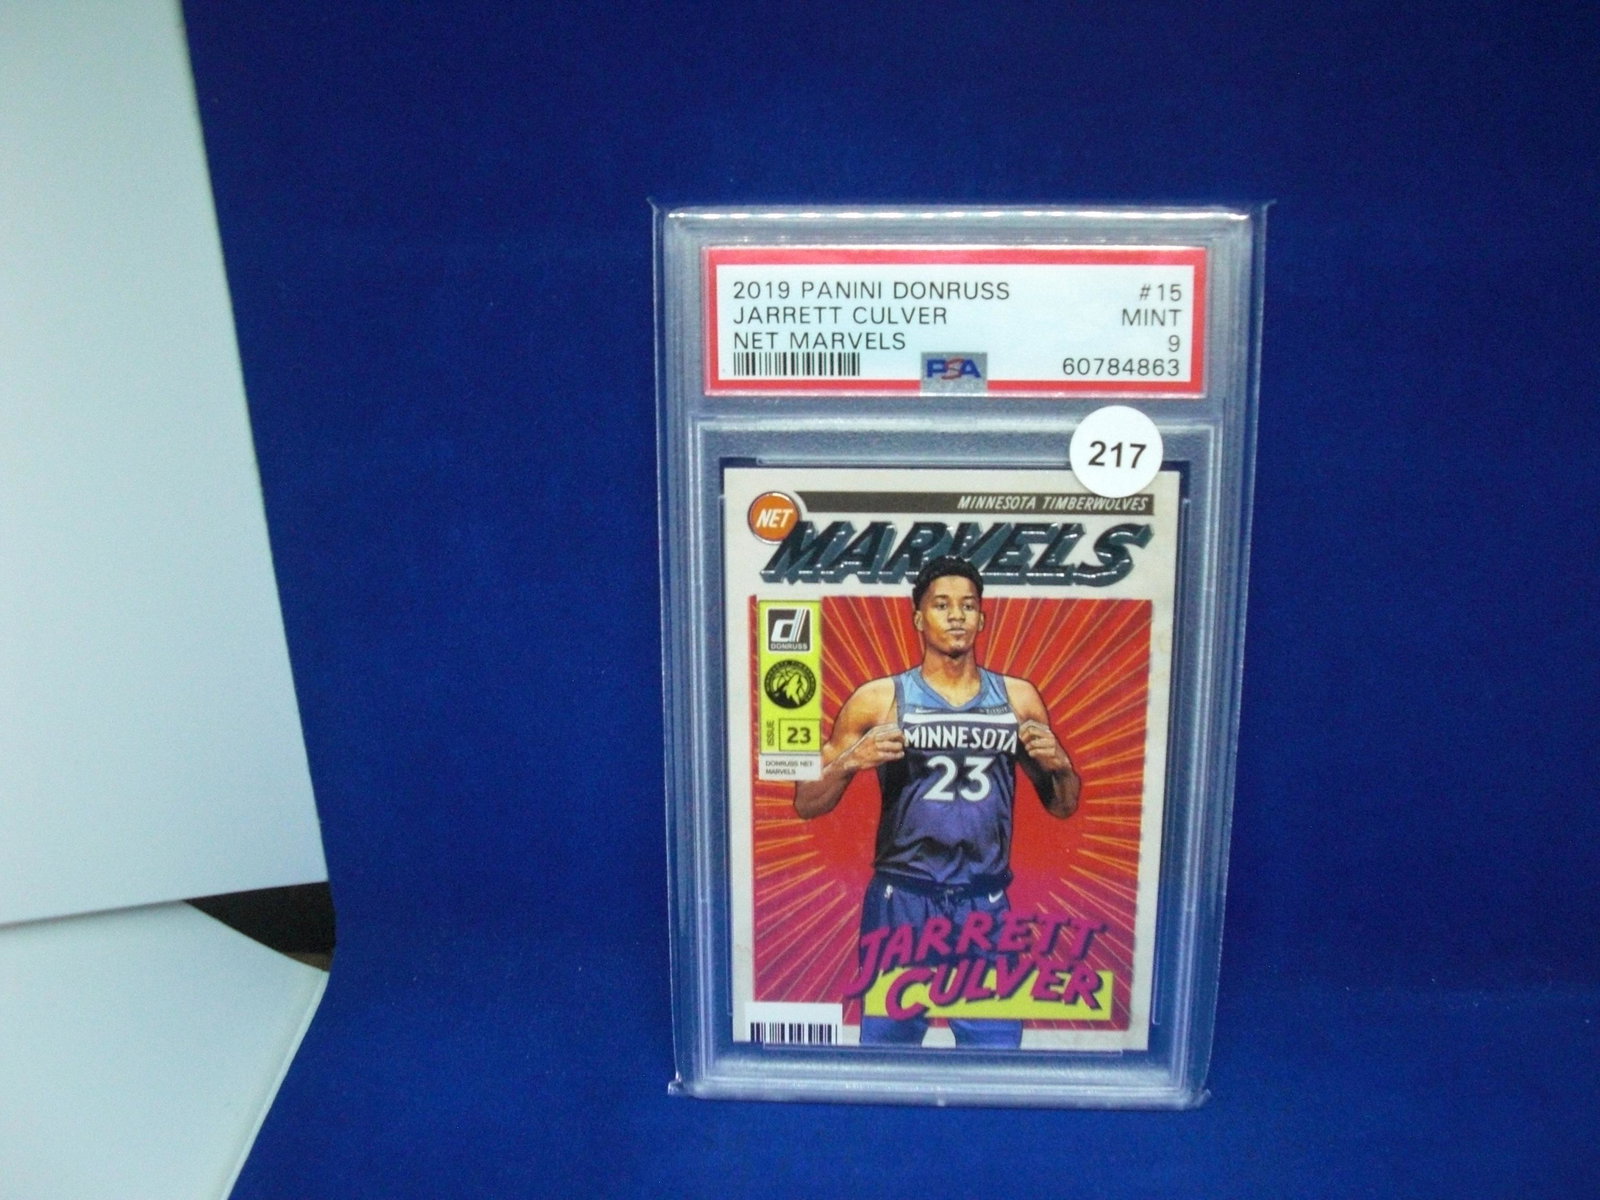 2019 PANINI DONRUSS #15
JARRETT CULVER MINT
NET MARVELS 9
PSA 60784863
217
MINNESOTA TIMBERWOLVES
NET
MARVELS
d
DONRUSS
ISSUE 23
DONRUSS NET
MARVELS
MINNESOTA
23
JARRETT
CULVER